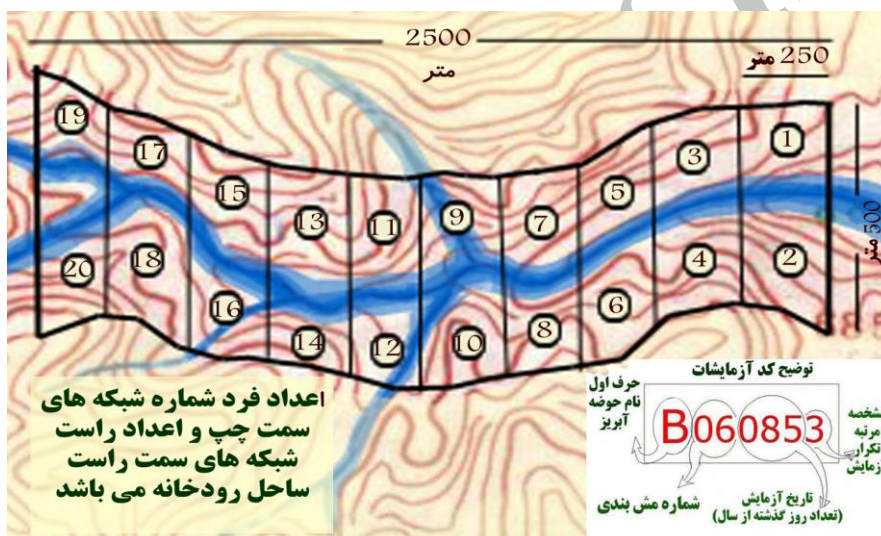 2500
متر
250 متر
19
17
15
13
11
9
7
5
3
1
20
18
16
14
12
10
8
6
4
2
500 متر
اعداد فرد شماره شبکه های
سمت چپ و اعداد راست
شبکه های سمت راست
ساحل رودخانه می باشد
توضیح کد آزمایشات
حرف اول
نام حوضه
آبریز
B060853
شخصه
مرتبه
تکرار
زمایش
شماره مش بندی
تاریخ آزمایش
(تعداد روز گذشته از سال)